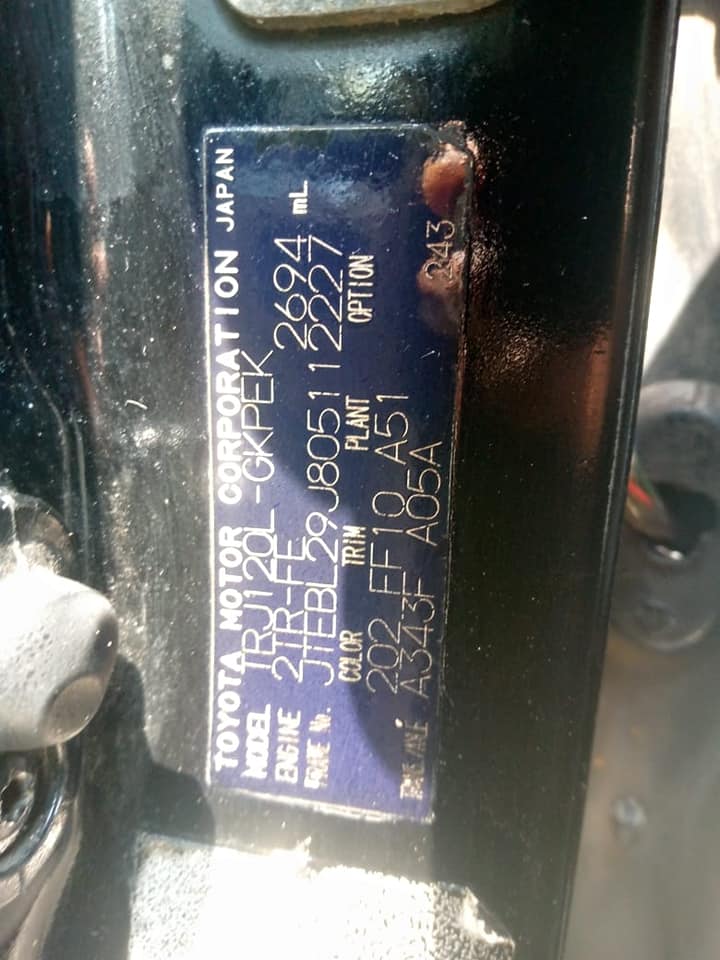 TOYOTA MOTOR CORPORATION JAPAN
MODEL TRJ120L-GKPEK
ENGINE 2TR-FE 2694 mL
FRAME No. JTEBL29J805112227
COLOR TRIM PLANT OPTION
202 FF10 A51 243
TRANS/AXLE A343F A05A